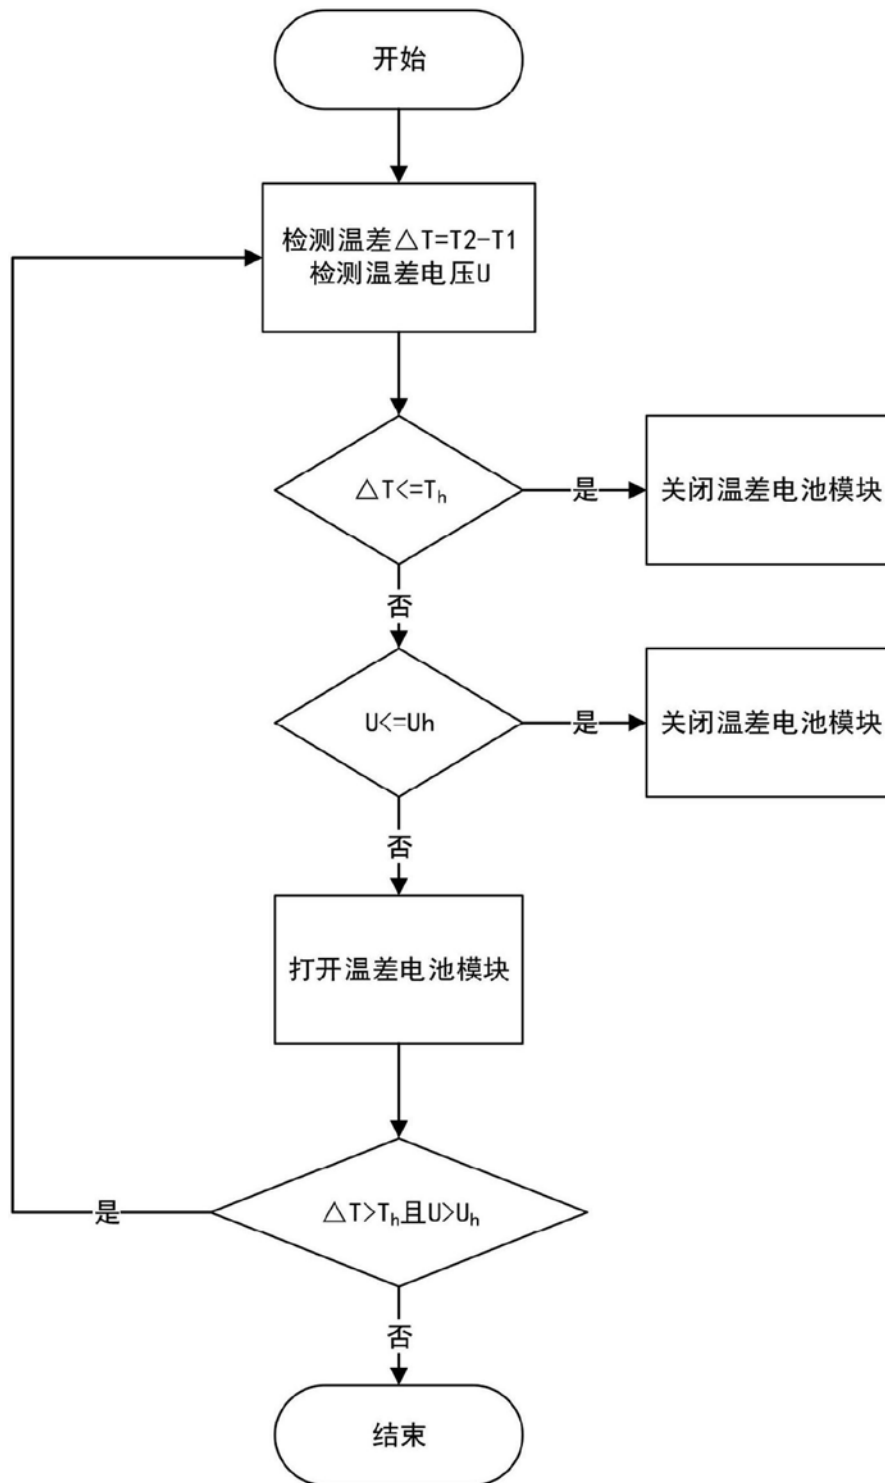 开始
检测温差△T=T2-T1
检测温差电压U
△T<=Th
是
关闭温差电池模块
否
U<=Uh
是
关闭温差电池模块
否
打开温差电池模块
△T>Th且U>Uh
是
否
结束